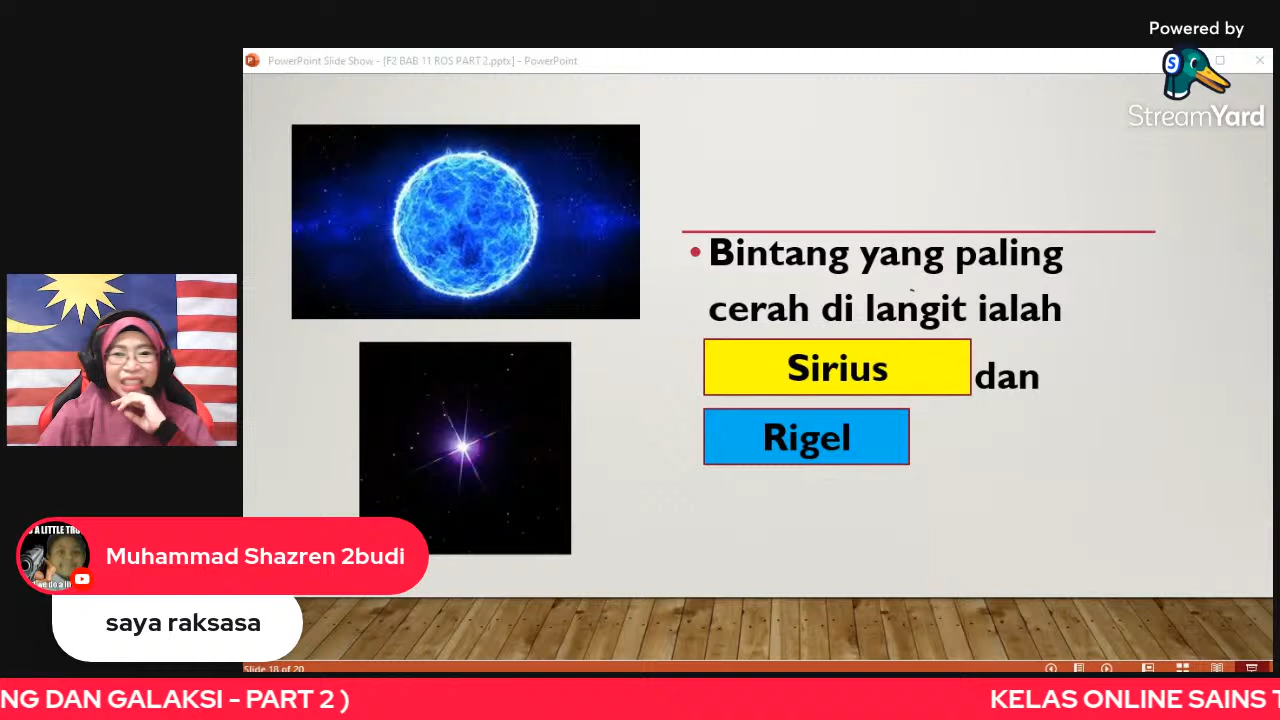 Powered by
StreamYard
PowerPoint Slide Show - [F2 BAB 11 ROS PART 2.pptx] - PowerPoint
• Bintang yang paling
cerah di langit ialah
Sirius dan
Rigel
Muhammad Shazren 2budi
saya raksasa
Slide 18 of 20
NG DAN GALAKSI - PART 2 )
KELAS ONLINE SAINS T